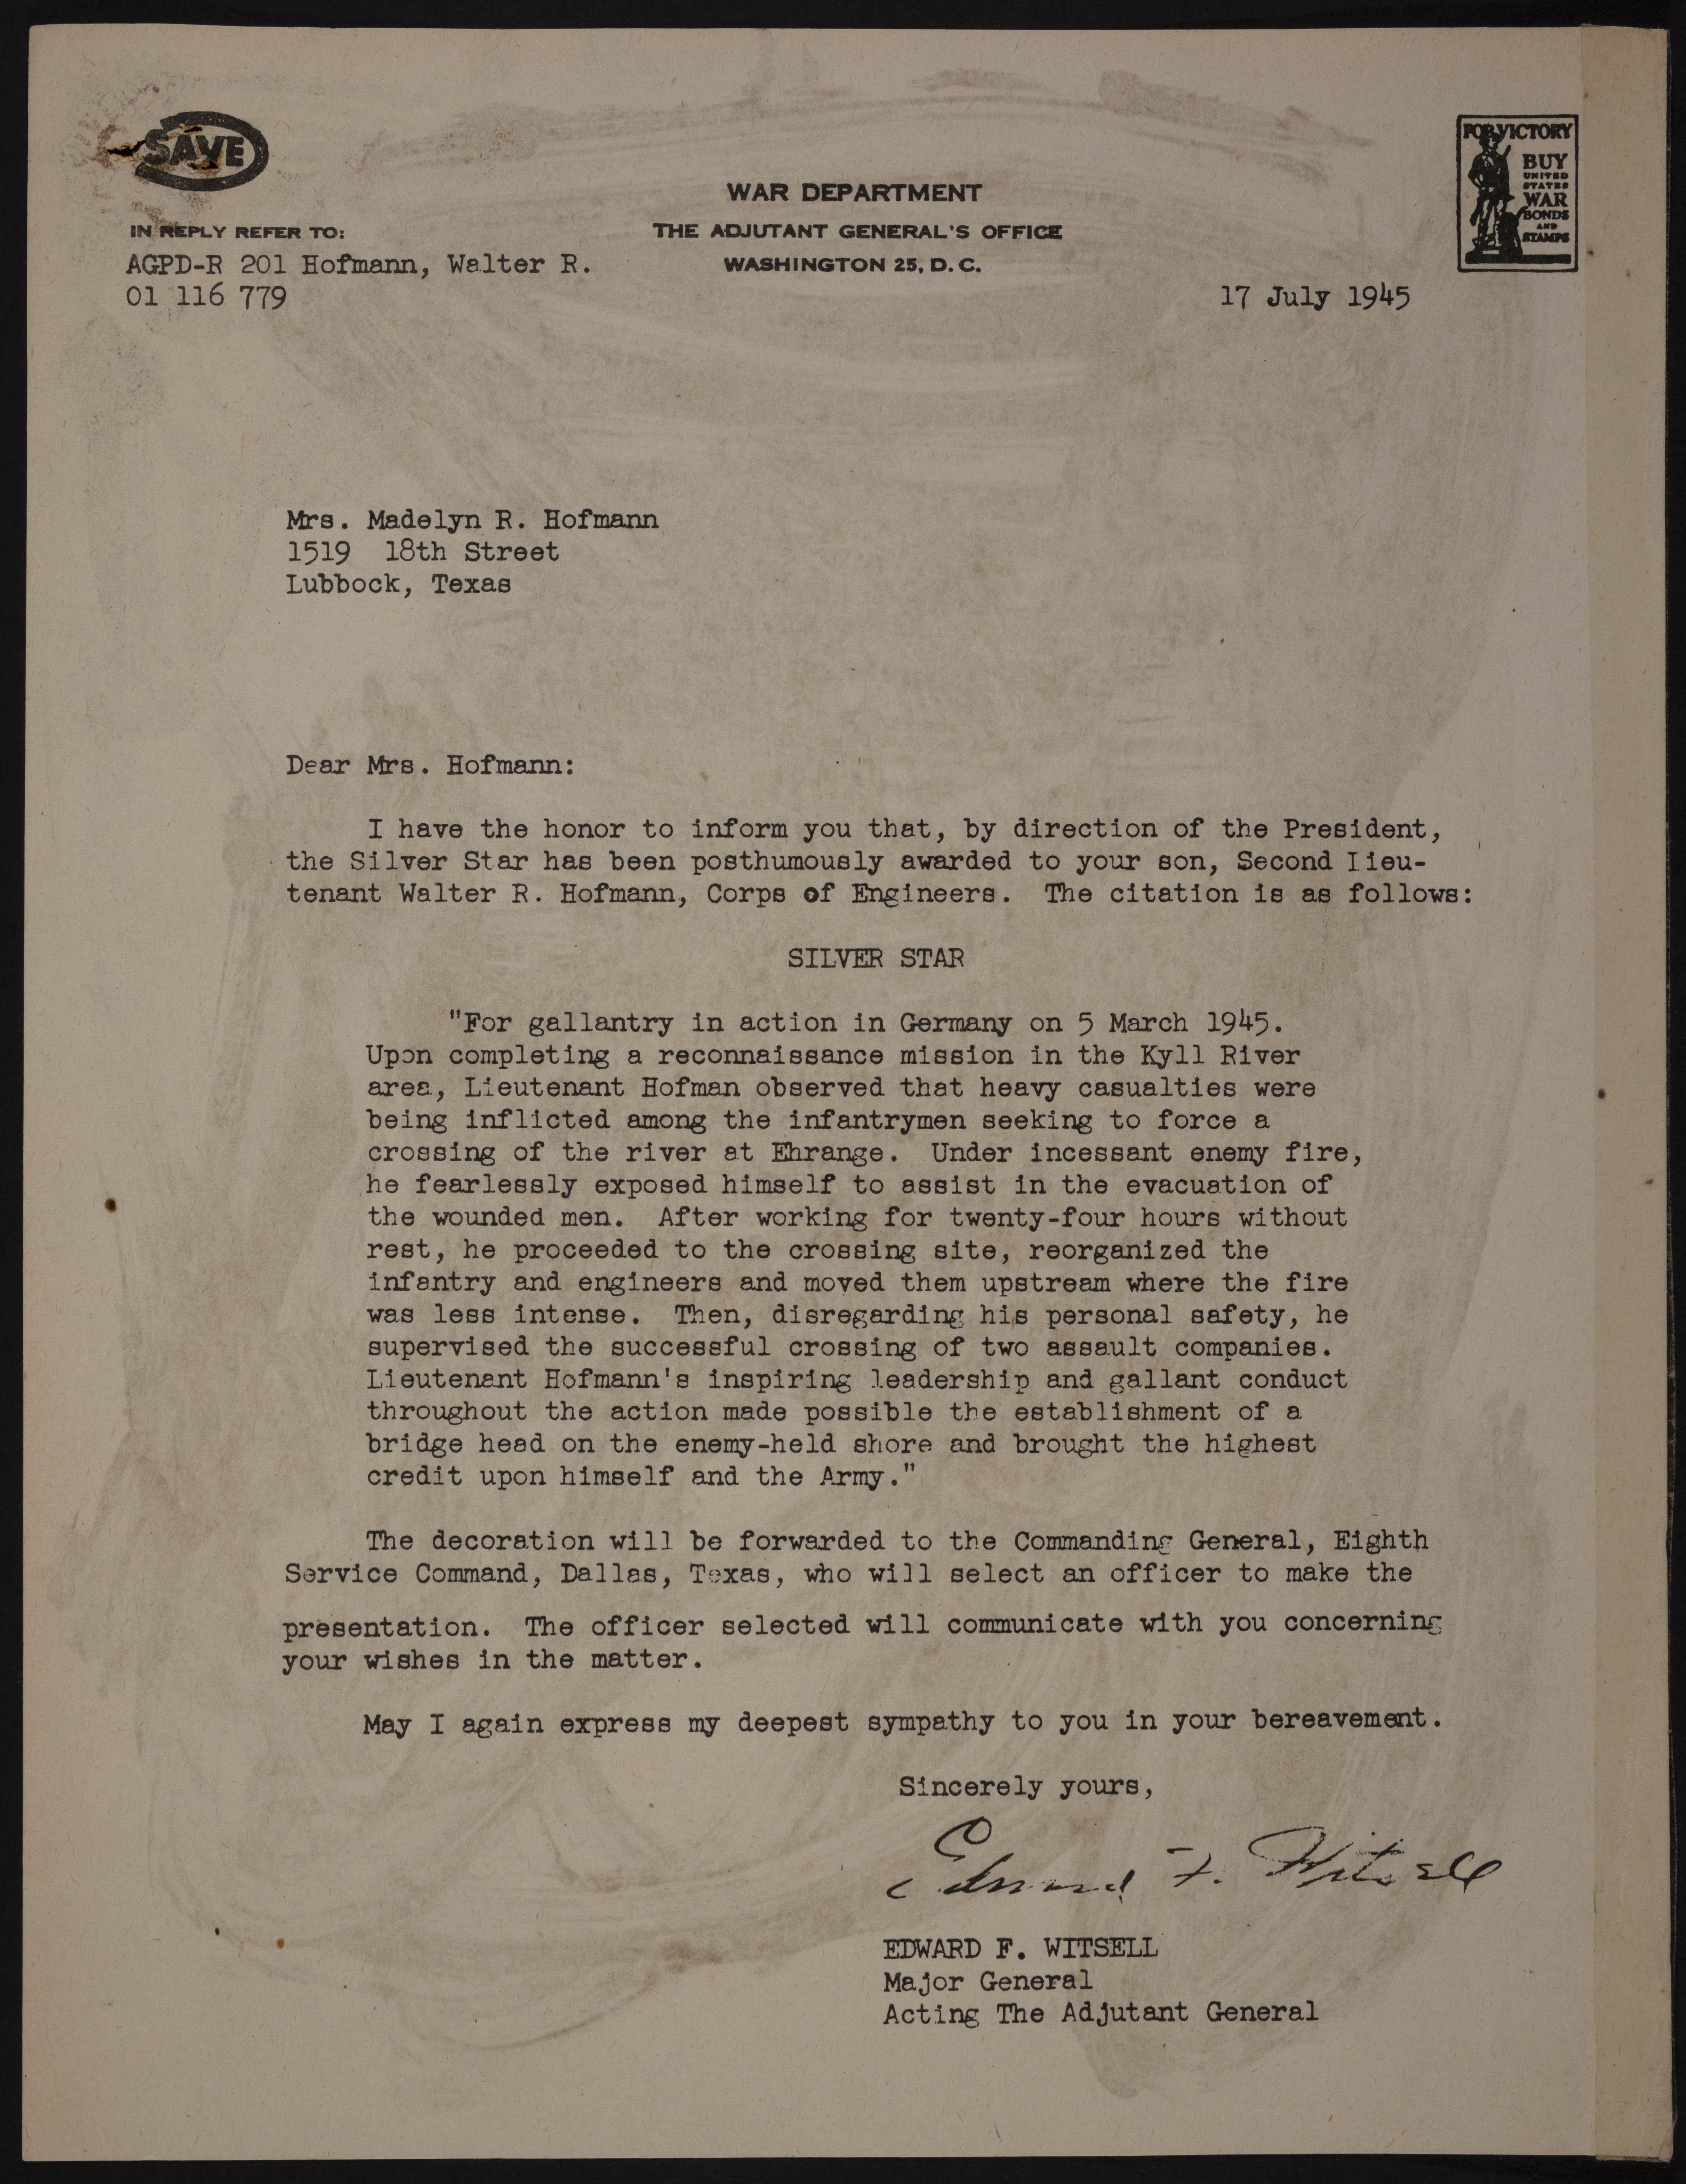 SAVE
FOR VICTORY
BUY
UNITED
STATES
WAR
BONDS
AND
STAMPS
WAR DEPARTMENT
THE ADJUTANT GENERAL'S OFFICE
WASHINGTON 25, D. C.
IN REPLY REFER TO:
AGPD-R 201 Hofmann, Walter R.
01 116 779
17 July 1945
Mrs. Madelyn R. Hofmann
1519 18th Street
Lubbock, Texas
Dear Mrs. Hofmann:
I have the honor to inform you that, by direction of the President,
the Silver Star has been posthumously awarded to your son, Second Lieu-
tenant Walter R. Hofmann, Corps of Engineers. The citation is as follows:
SILVER STAR
"For gallantry in action in Germany on 5 March 1945.
Upon completing a reconnaissance mission in the Kyll River
area, Lieutenant Hofman observed that heavy casualties were
being inflicted among the infantrymen seeking to force a
crossing of the river at Ehrange. Under incessant enemy fire,
he fearlessly exposed himself to assist in the evacuation of
the wounded men. After working for twenty-four hours without
rest, he proceeded to the crossing site, reorganized the
infantry and engineers and moved them upstream where the fire
was less intense. Then, disregarding his personal safety, he
supervised the successful crossing of two assault companies.
Lieutenant Hofmann's inspiring leadership and gallant conduct
throughout the action made possible the establishment of a
bridge head on the enemy-held shore and brought the highest
credit upon himself and the Army."
The decoration will be forwarded to the Commanding General, Eighth
Service Command, Dallas, Texas, who will select an officer to make the
presentation. The officer selected will communicate with you concerning
your wishes in the matter.
May I again express my deepest sympathy to you in your bereavement.
Sincerely yours,
Edward F. Witsell
EDWARD F. WITSELL
Major General
Acting The Adjutant General